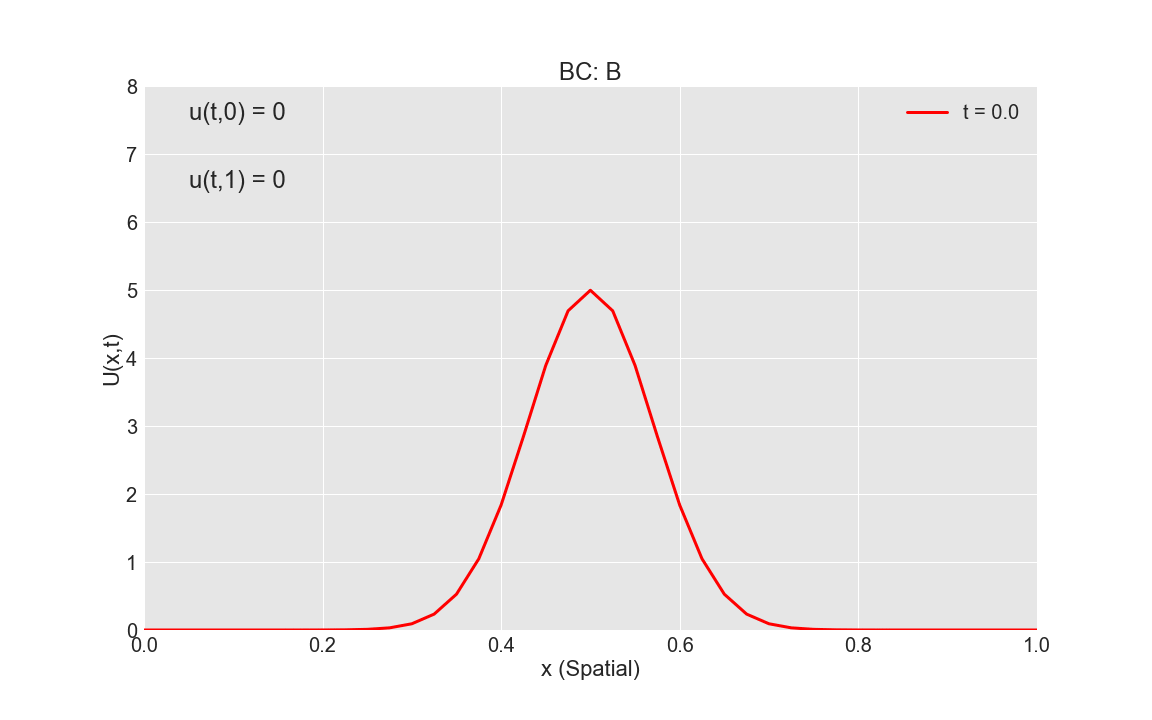 BC: B
8
u(t,0) = 0
t = 0.0
7
u(t,1) = 0
6
5
4
U(x,t)
3
2
1
0
0.0 0.2 0.4 0.6 0.8 1.0
x (Spatial)